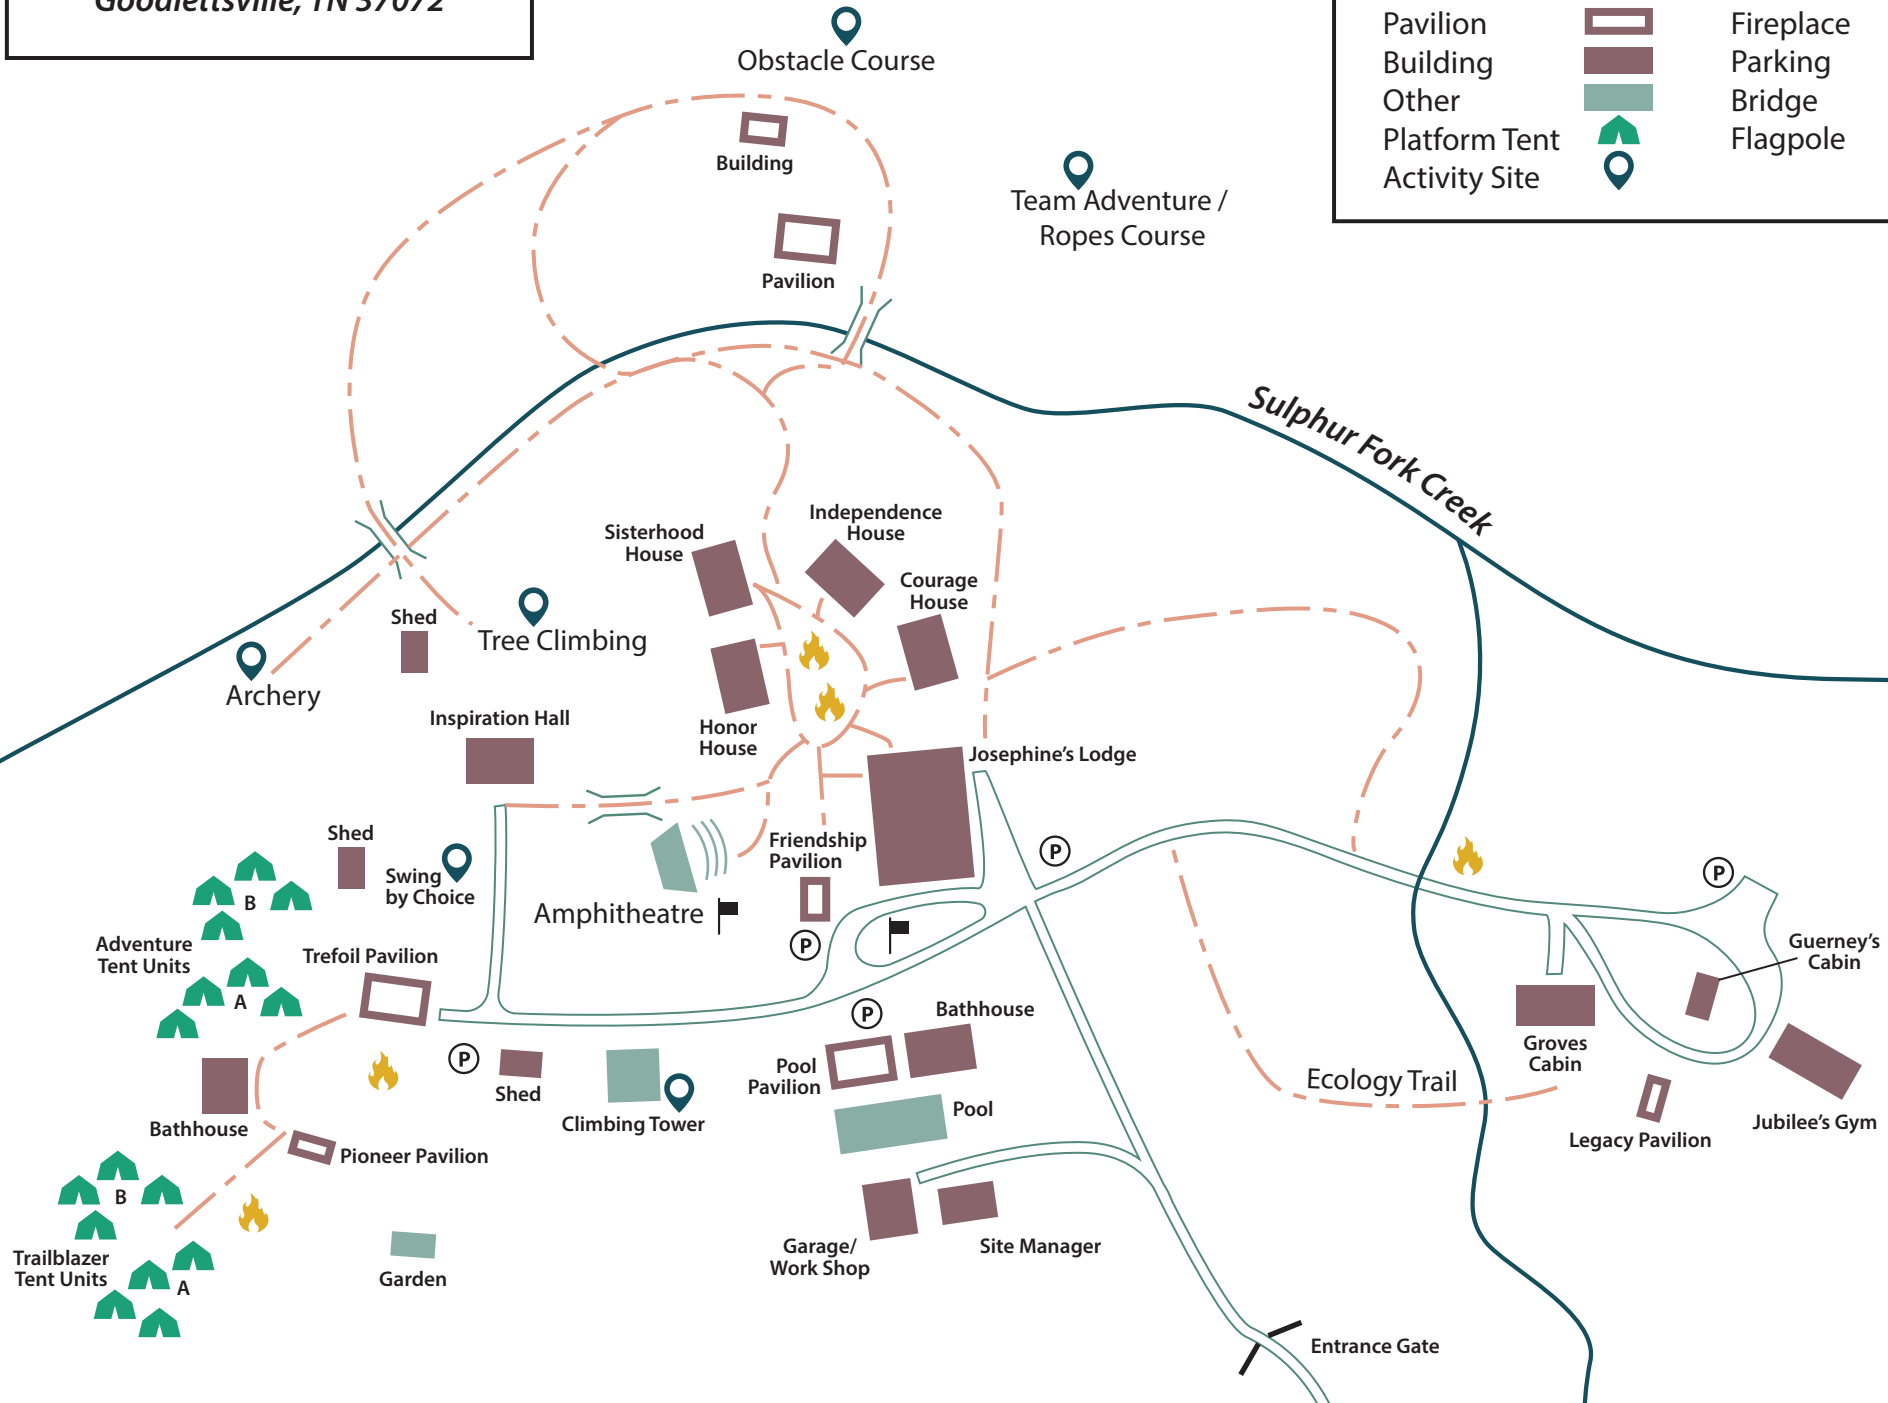 Goodlettsville, TN 37072
Pavilion
Building
Other
Platform Tent
Activity Site
Fireplace
Parking
Bridge
Flagpole
Obstacle Course
Building
Team Adventure /
Ropes Course
Pavilion
Sulphur Fork Creek
Independence
House
Sisterhood
House
Courage
House
Shed
Tree Climbing
Archery
Inspiration Hall
Honor
House
Josephine's Lodge
Shed
Swing
by Choice
Friendship
Pavilion
P
P
B
Amphitheatre
Adventure
Tent Units
Trefoil Pavilion
P
A
Guerney's
Cabin
P
Bathhouse
P
Shed
Pool
Pavilion
Groves
Cabin
Ecology Trail
Climbing Tower
Pool
Bathhouse
Pioneer Pavilion
Legacy Pavilion
Jubilee's Gym
B
Trailblazer
Tent Units
A
Garden
Garage/
Work Shop
Site Manager
Entrance Gate